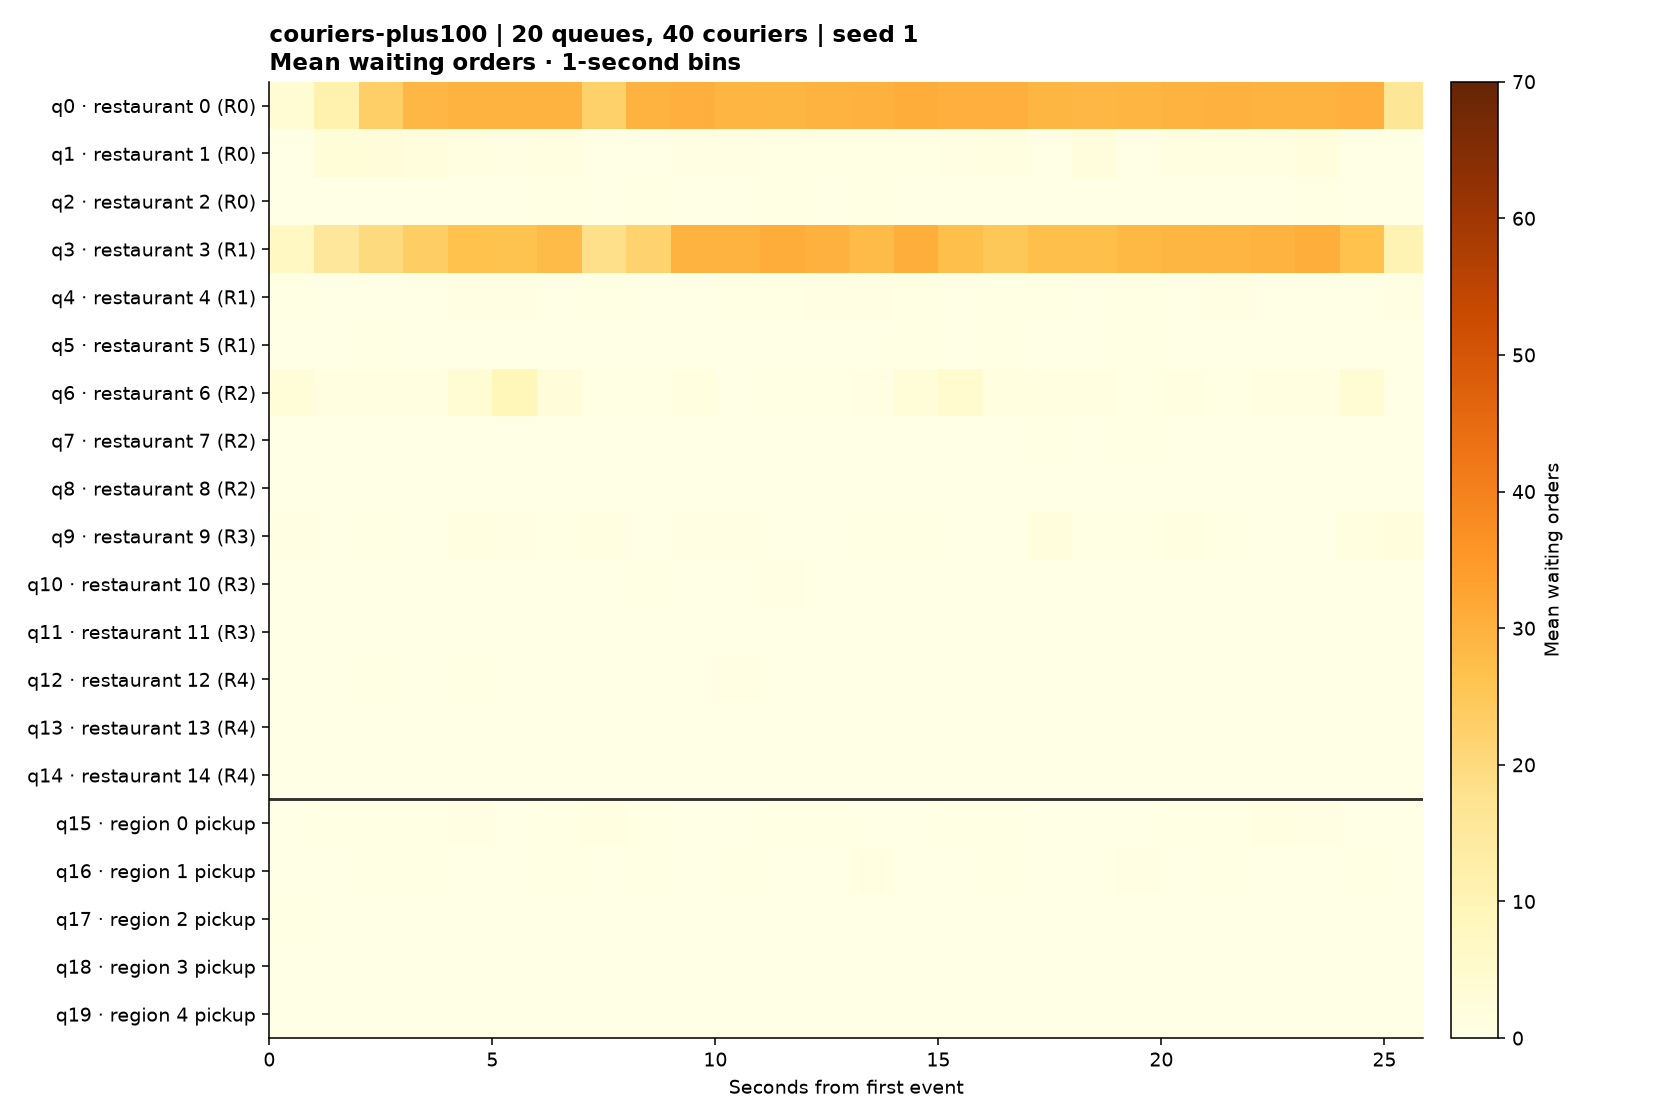 couriers-plus100 | 20 queues, 40 couriers | seed 1
Mean waiting orders · 1-second bins
q0 · restaurant 0 (R0)
q1 · restaurant 1 (R0)
q2 · restaurant 2 (R0)
q3 · restaurant 3 (R1)
q4 · restaurant 4 (R1)
q5 · restaurant 5 (R1)
q6 · restaurant 6 (R2)
q7 · restaurant 7 (R2)
q8 · restaurant 8 (R2)
q9 · restaurant 9 (R3)
q10 · restaurant 10 (R3)
q11 · restaurant 11 (R3)
q12 · restaurant 12 (R4)
q13 · restaurant 13 (R4)
q14 · restaurant 14 (R4)
q15 · region 0 pickup
q16 · region 1 pickup
q17 · region 2 pickup
q18 · region 3 pickup
q19 · region 4 pickup
0 5 10 15 20 25
Seconds from first event
70
60
50
40
30
20
10
0
Mean waiting orders